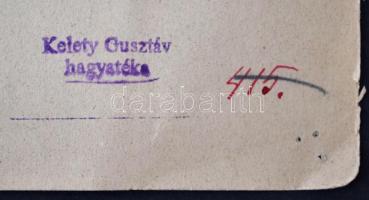 Kelety Gusztáv
hagyatéka
415.
darabanth